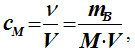 c_M = ν/V = m_B/(M·V),